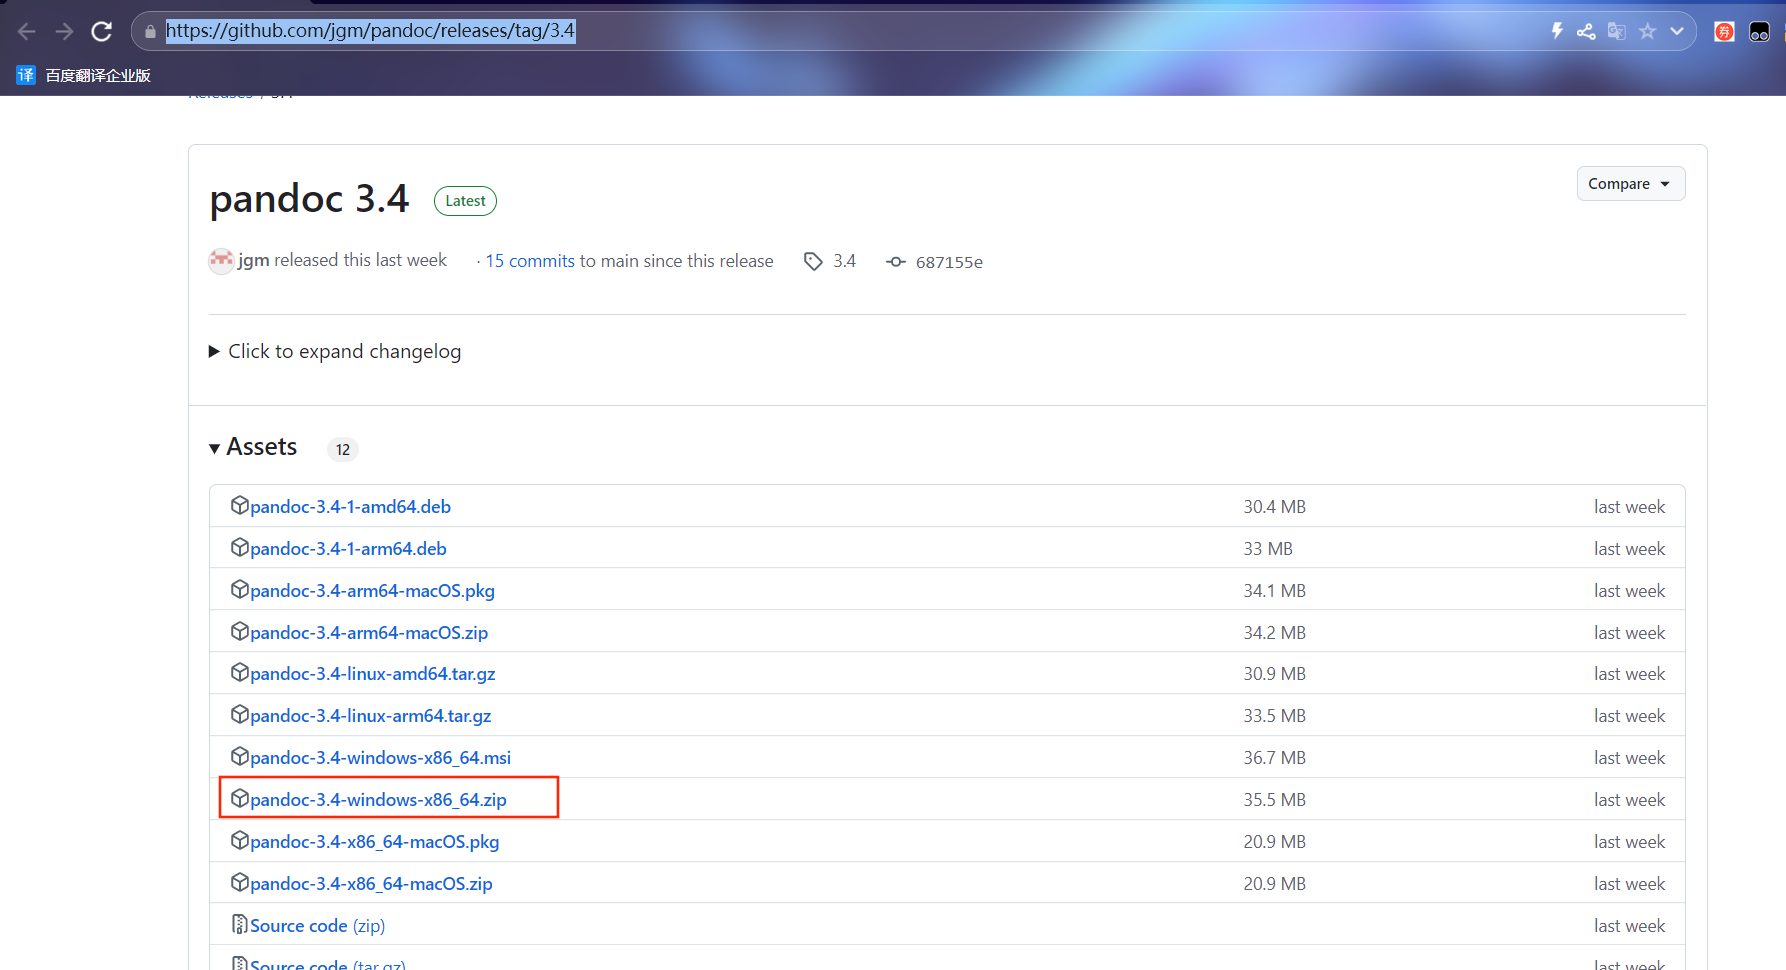 https://github.com/jgm/pandoc/releases/tag/3.4
券
译 百度翻译企业版
Releases / 3.4
pandoc 3.4 Latest Compare
jgm released this last week · 15 commits to main since this release 3.4 687155e
Click to expand changelog
Assets 12
pandoc-3.4-1-amd64.deb 30.4 MB last week
pandoc-3.4-1-arm64.deb 33 MB last week
pandoc-3.4-arm64-macOS.pkg 34.1 MB last week
pandoc-3.4-arm64-macOS.zip 34.2 MB last week
pandoc-3.4-linux-amd64.tar.gz 30.9 MB last week
pandoc-3.4-linux-arm64.tar.gz 33.5 MB last week
pandoc-3.4-windows-x86_64.msi 36.7 MB last week
pandoc-3.4-windows-x86_64.zip 35.5 MB last week
pandoc-3.4-x86_64-macOS.pkg 20.9 MB last week
pandoc-3.4-x86_64-macOS.zip 20.9 MB last week
Source code (zip) last week
Source code (tar.gz) last week